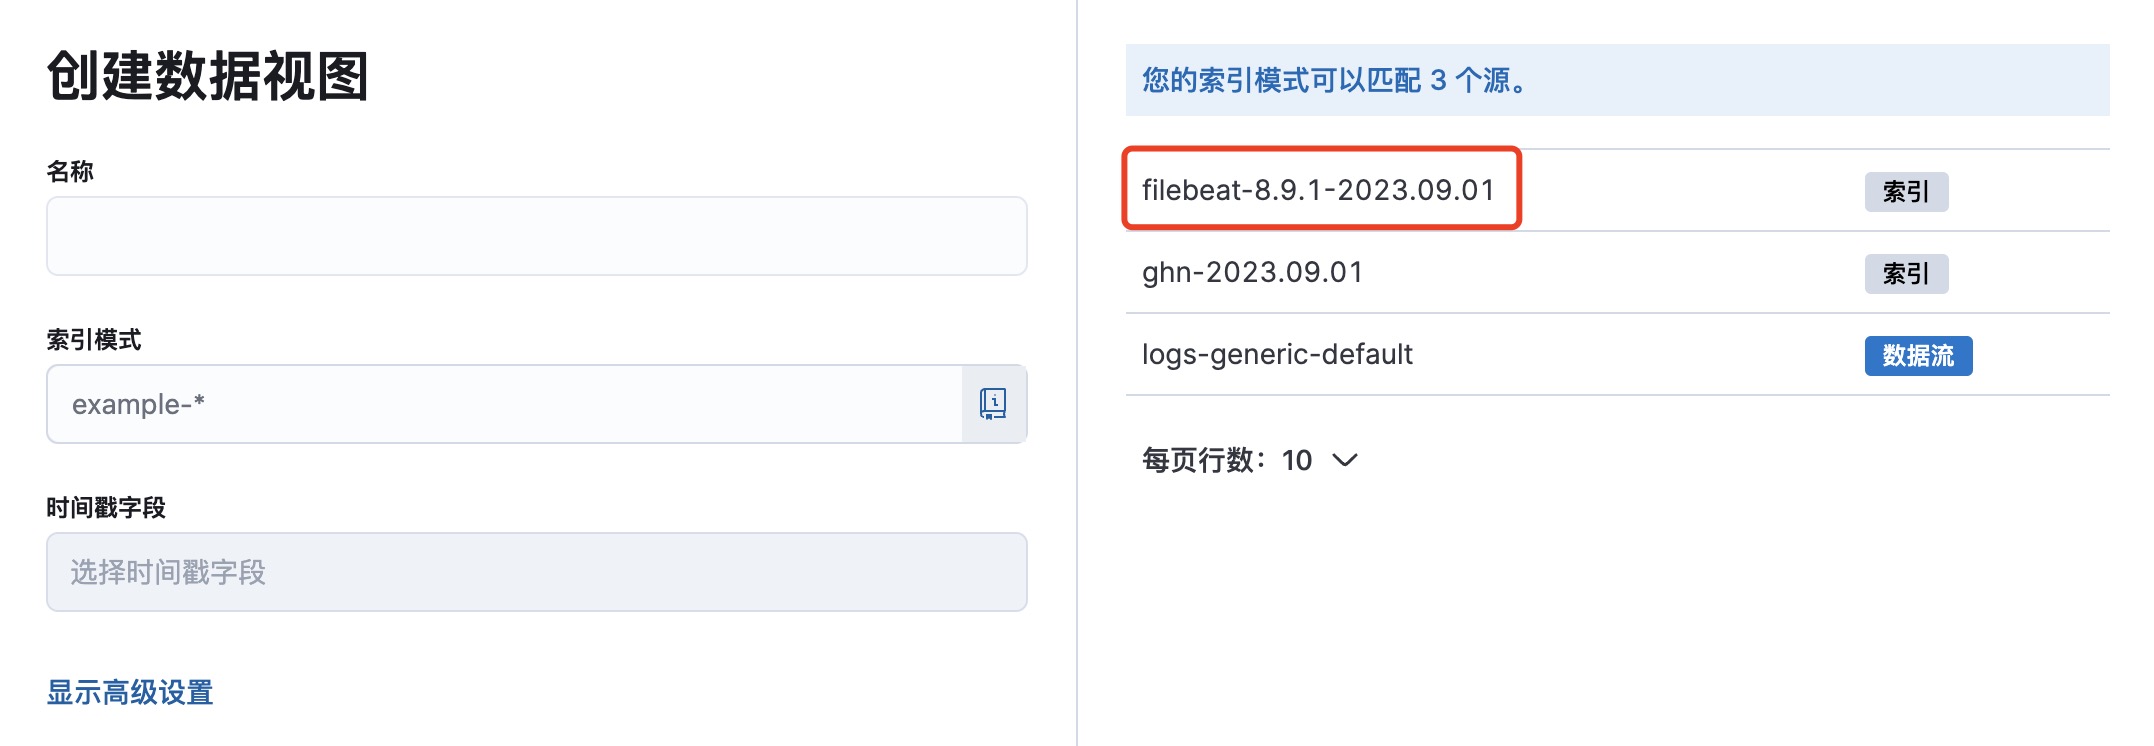 创建数据视图
名称
索引模式
example-*
时间戳字段
选择时间戳字段
显示高级设置
您的索引模式可以匹配 3 个源。
filebeat-8.9.1-2023.09.01 索引
ghn-2023.09.01 索引
logs-generic-default 数据流
每页行数：10